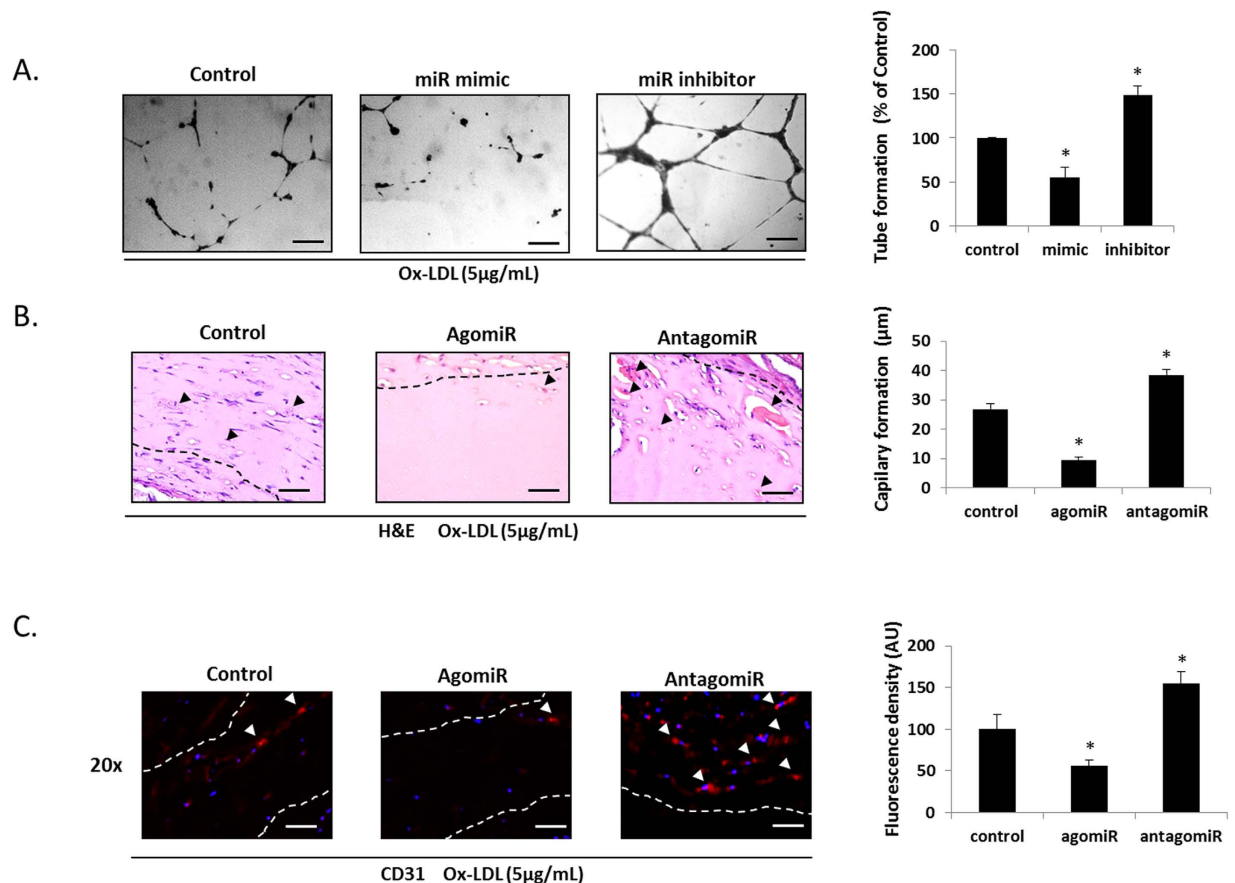 A.
Control
miR mimic
miR inhibitor
Ox-LDL (5µg/mL)
Tube formation (% of Control)
200
150
100
50
0
*
*
control
mimic
inhibitor
B.
Control
AgomiR
AntagomiR
H&E Ox-LDL (5µg/mL)
Capilary formation (µm)
50
40
30
20
10
0
*
*
control
agomiR
antagomiR
C.
Control
AgomiR
AntagomiR
20x
CD31 Ox-LDL (5µg/mL)
Fluorescence density (AU)
200
150
100
50
0
*
*
control
agomiR
antagomiR